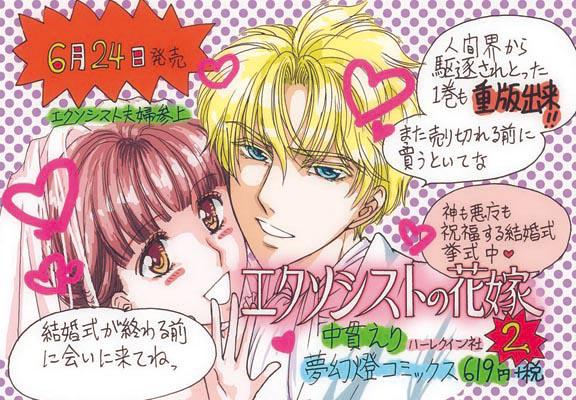 6月24日発売
エクソシスト夫婦参上
人間界から
駆逐されとった
1巻も重版出来!!
また売り切れる前に
買うといてな
神も悪魔も
祝福する結婚式
挙式中♥
エクソシストの花嫁
2
中貫えり ハーレクイン社
夢幻燈コミックス 619円+税
結婚式が終わる前
に会いに来てねっ